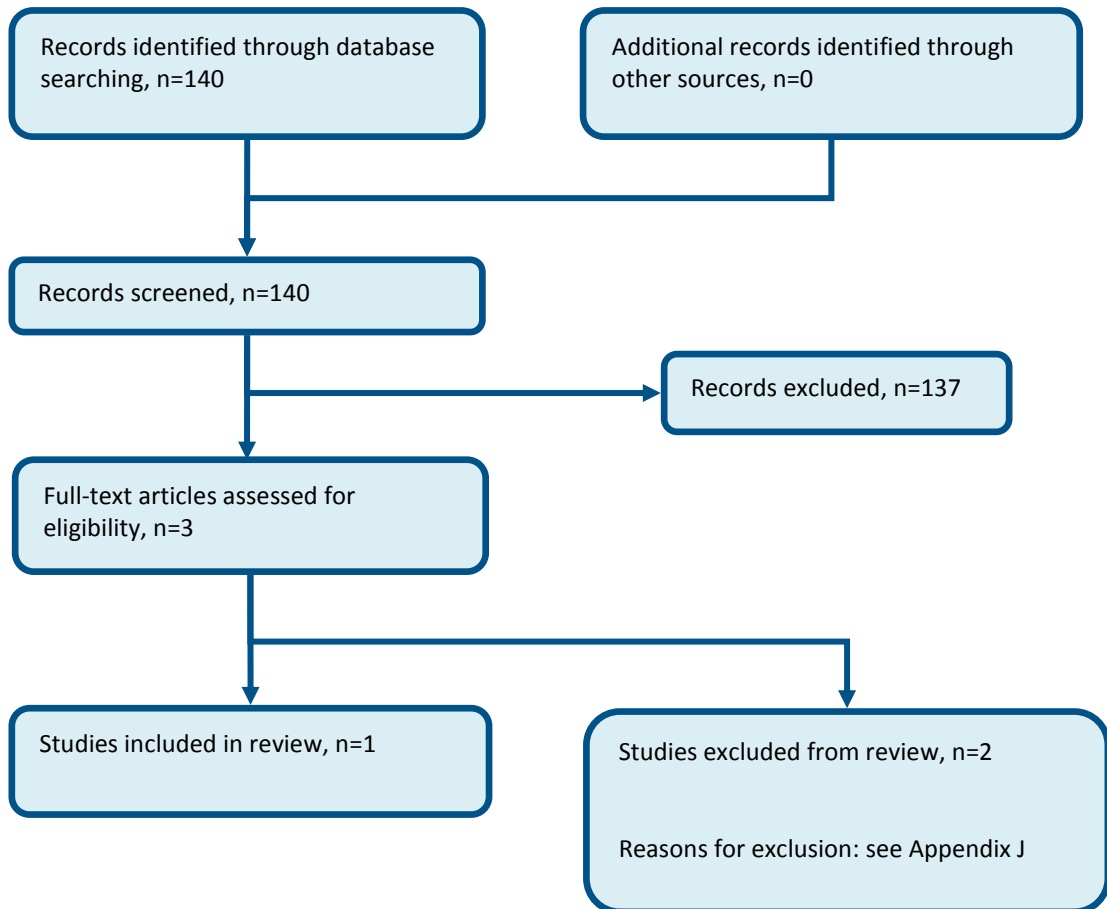 Records identified through database
searching, n=140
Additional records identified through
other sources, n=0
Records screened, n=140
Records excluded, n=137
Full-text articles assessed for
eligibility, n=3
Studies included in review, n=1
Studies excluded from review, n=2
Reasons for exclusion: see Appendix J